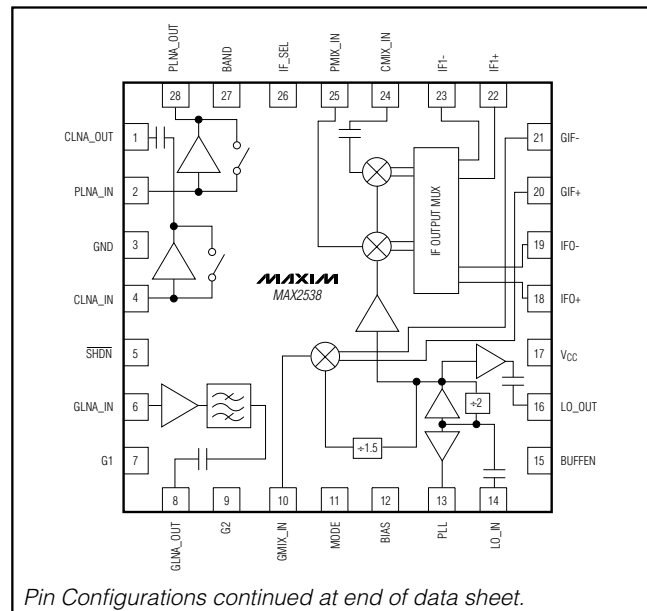 PLNA_OUT
BAND
IF_SEL
PMIX_IN
CMIX_IN
IF1-
IF1+
28
27
26
25
24
23
22
CLNA_OUT
1
PLNA_IN
2
GND
3
CLNA_IN
4
SHDN
5
GLNA_IN
6
G1
7
IF OUTPUT MUX
MAXIM
MAX2538
÷2
÷1.5
21
GIF-
20
GIF+
19
IF0-
18
IF0+
17
VCC
16
LO_OUT
15
BUFFEN
8
9
10
11
12
13
14
GLNA_OUT
G2
GMIX_IN
MODE
BIAS
PLL
LO_IN
Pin Configurations continued at end of data sheet.